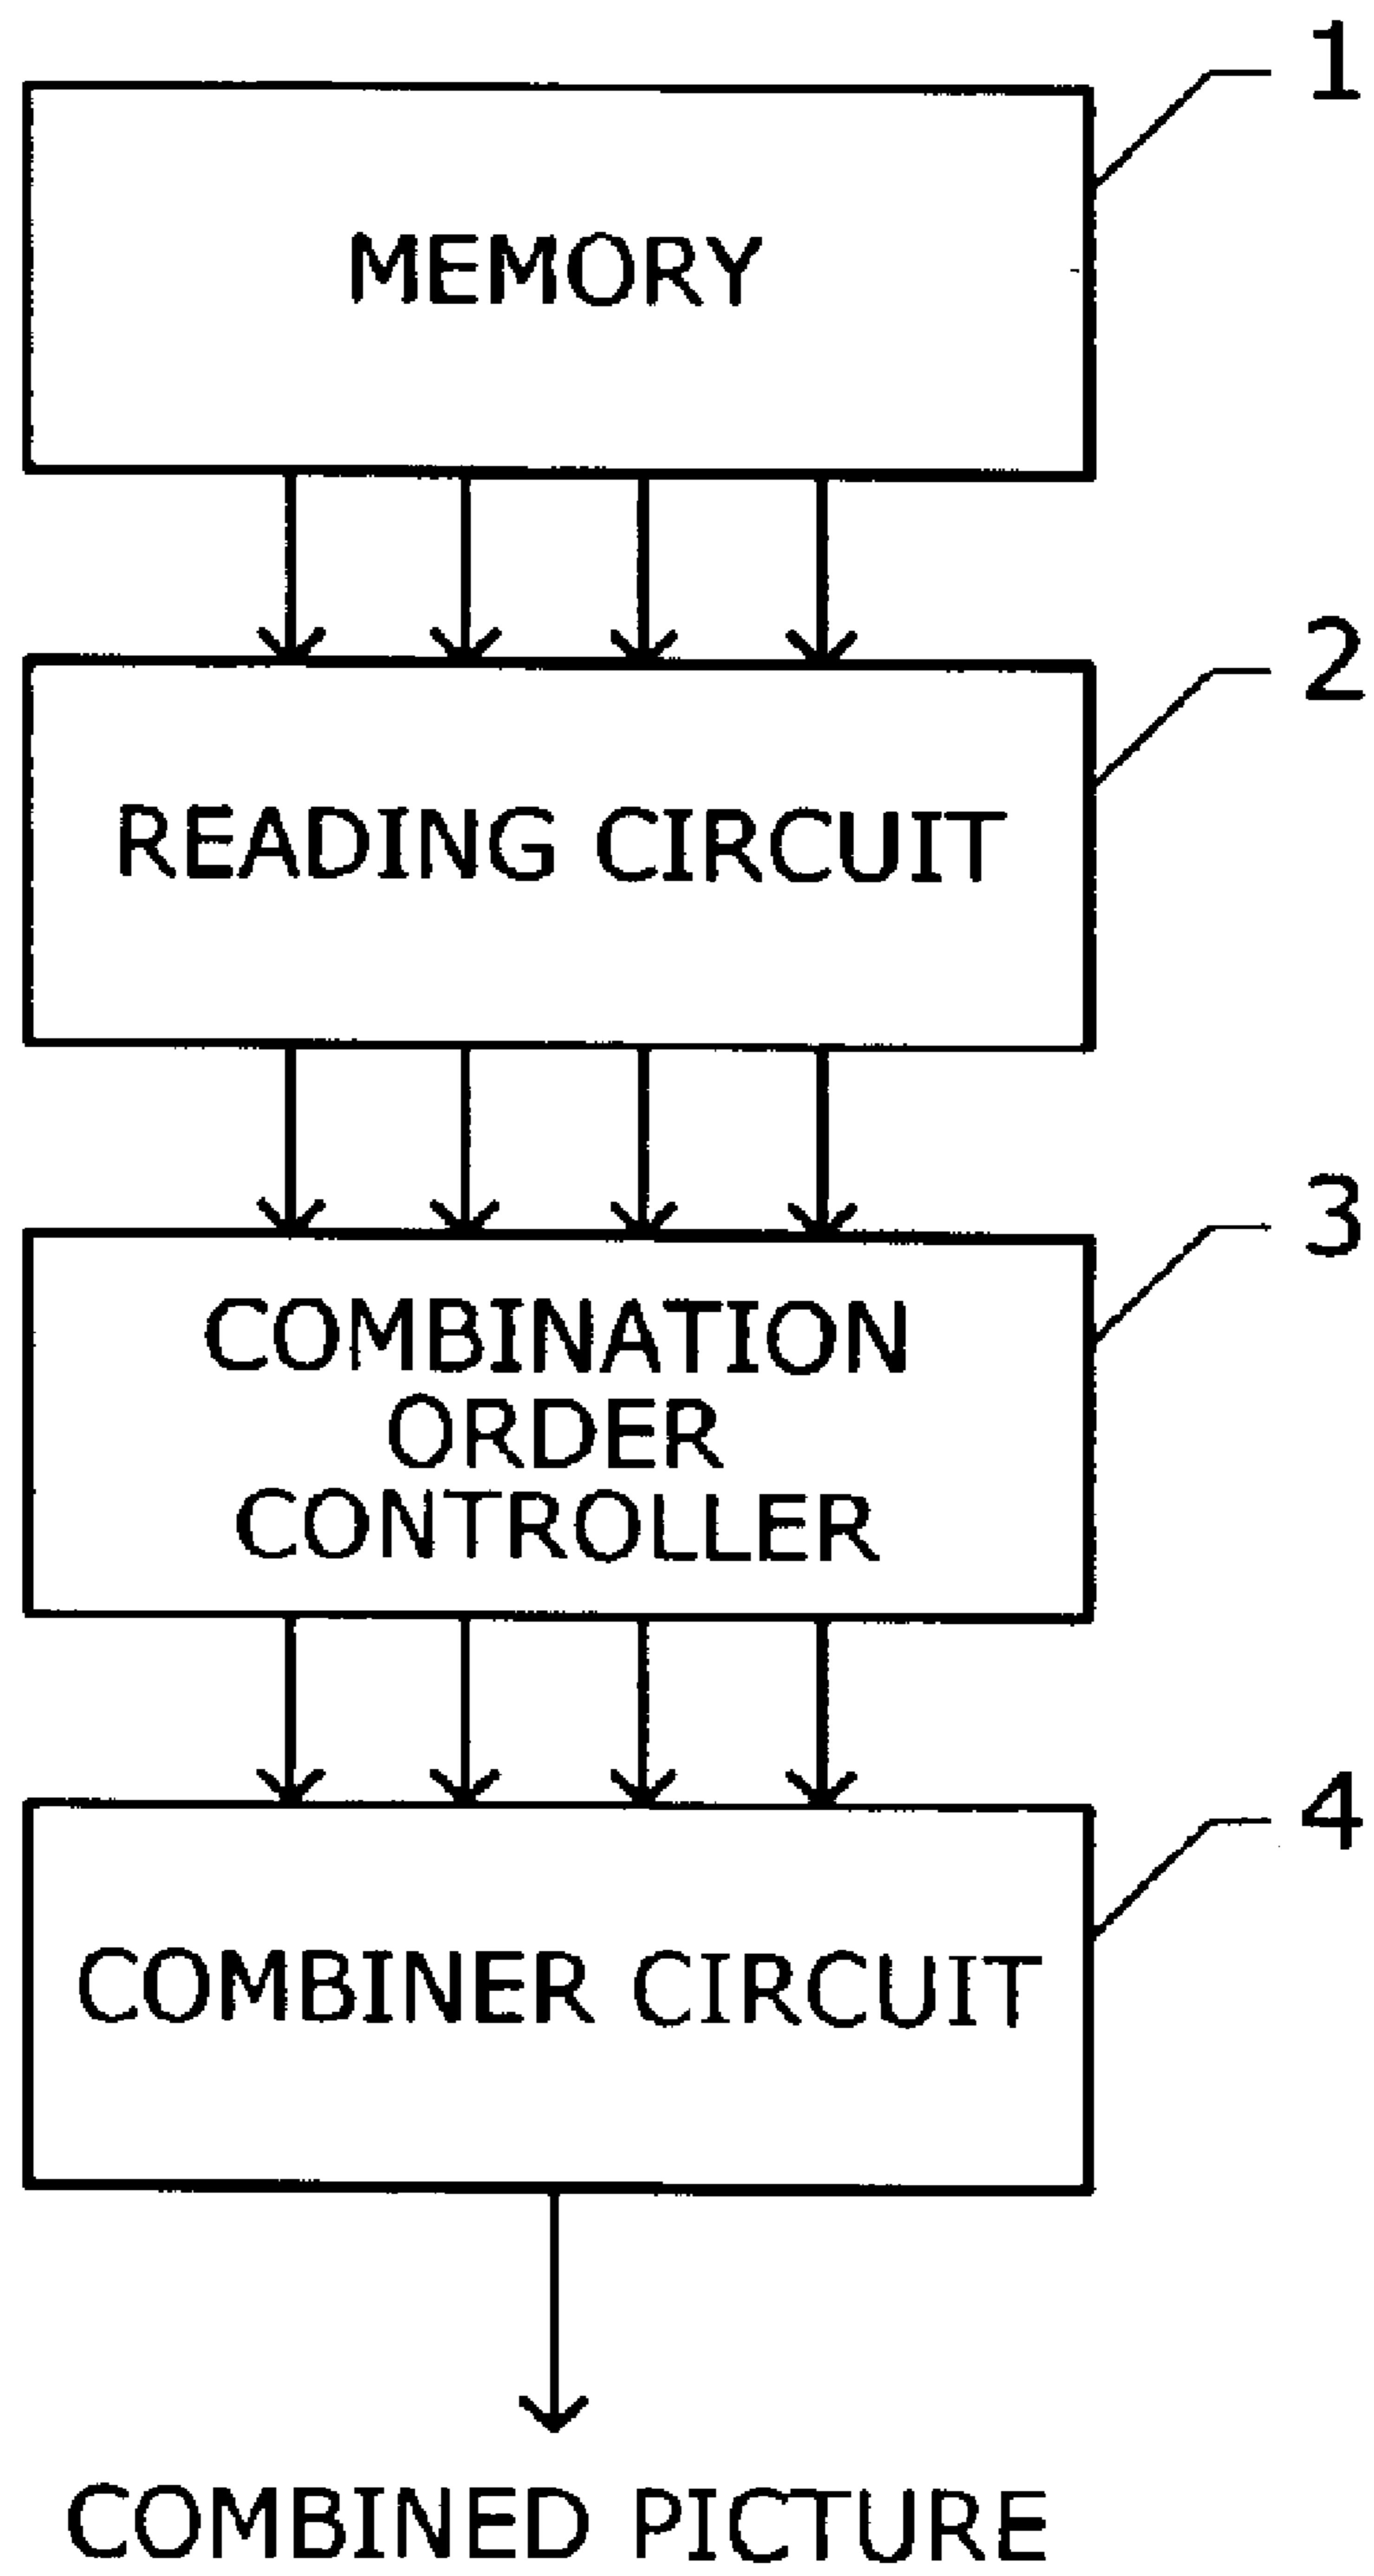 1
MEMORY
2
READING CIRCUIT
3
COMBINATION
ORDER
CONTROLLER
4
COMBINER CIRCUIT
COMBINED PICTURE